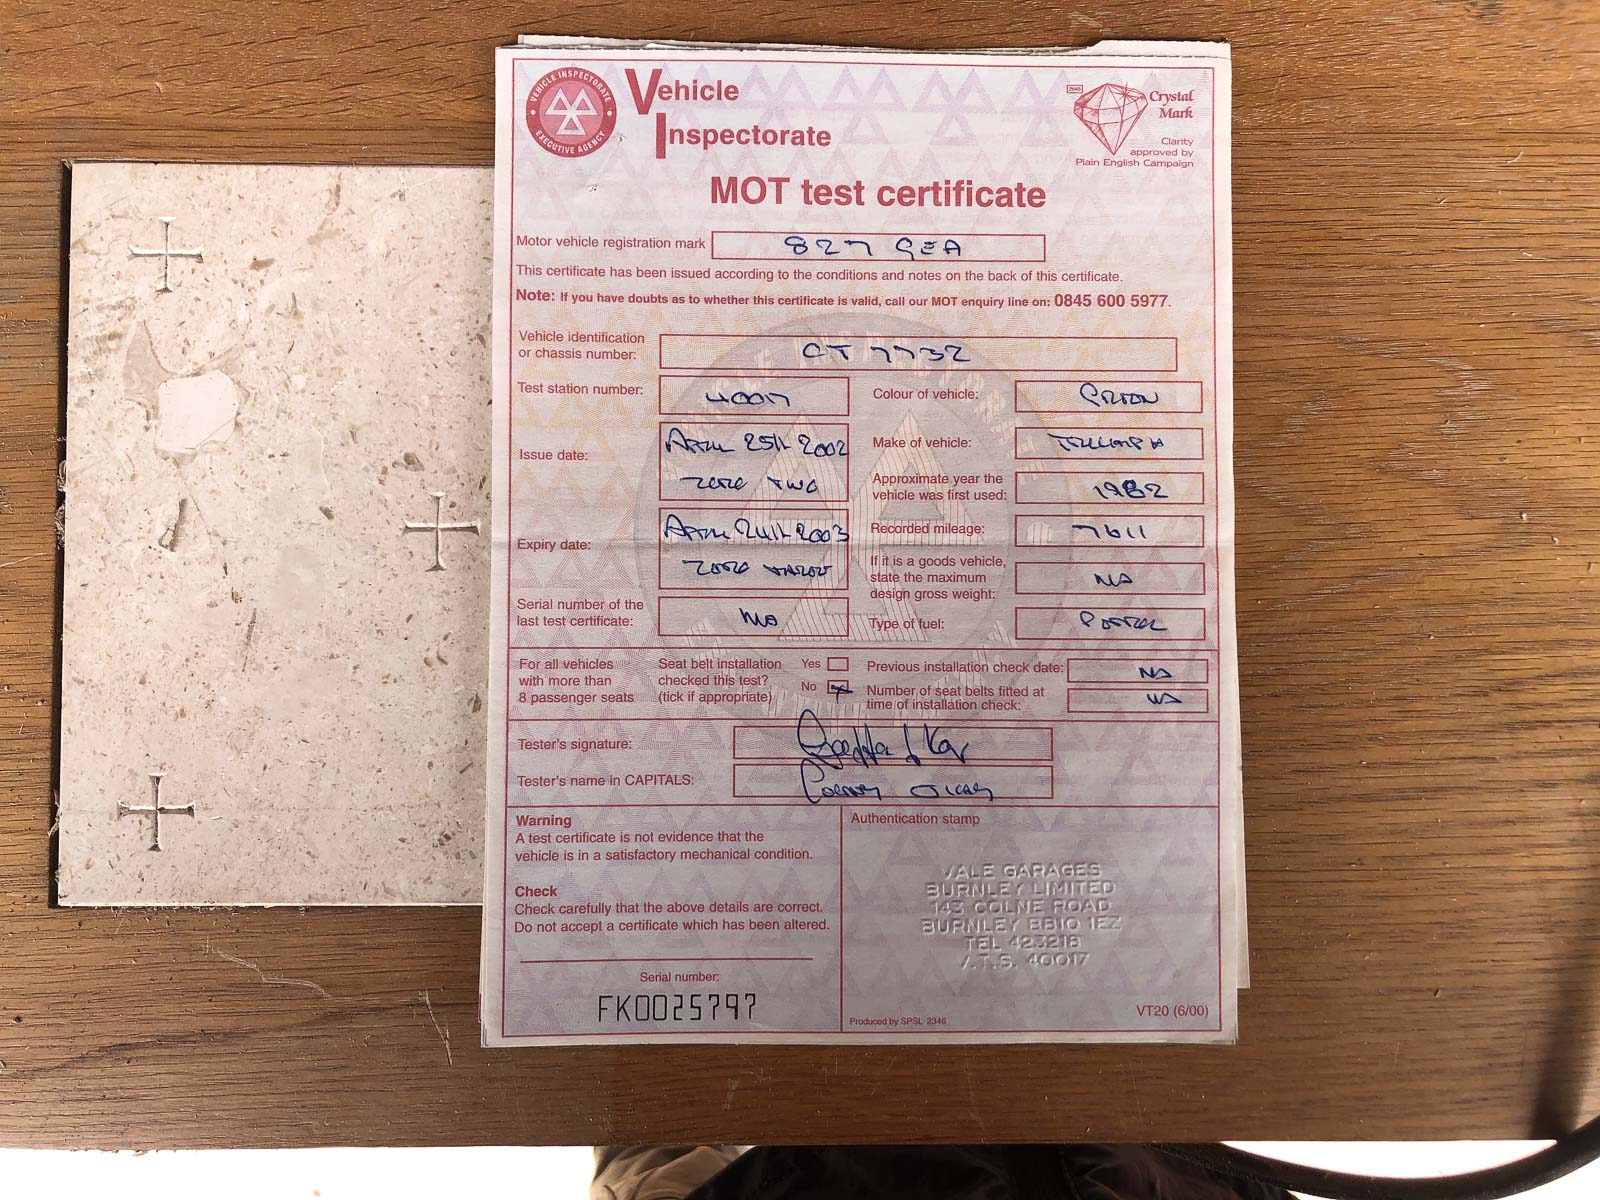 VEHICLE INSPECTORATE
EXECUTIVE AGENCY
Vehicle
Inspectorate
2648
Crystal
Mark
Clarity
approved by
Plain English Campaign
MOT test certificate
Motor vehicle registration mark 827 GEA
This certificate has been issued according to the conditions and notes on the back of this certificate.
Note: If you have doubts as to whether this certificate is valid, call our MOT enquiry line on: 0845 600 5977.
Vehicle identification
or chassis number: CT 7732
Test station number: 40017
Colour of vehicle: GREEN
Issue date: APRIL 25TH 2002
ZERO TWO
Make of vehicle: TRIUMPH
Approximate year the
vehicle was first used: 1962
Expiry date: APRIL 24TH 2003
ZERO THREE
Recorded mileage: 7611
If it is a goods vehicle,
state the maximum
design gross weight: NA
Serial number of the
last test certificate: NA
Type of fuel: PETROL
For all vehicles
with more than
8 passenger seats
Seat belt installation
checked this test?
(tick if appropriate)
Yes
No
Previous installation check date: NA
Number of seat belts fitted at
time of installation check: NA
Tester's signature:
Tester's name in CAPITALS:
Warning
A test certificate is not evidence that the
vehicle is in a satisfactory mechanical condition.
Check
Check carefully that the above details are correct.
Do not accept a certificate which has been altered.
Serial number:
FK0025797
Authentication stamp
VALE GARAGES
BURNLEY LIMITED
143 COLNE ROAD
BURNLEY BB10 1EZ
TEL 423218
V.T.S. 40017
Produced by SPSL 2346
VT20 (6/00)